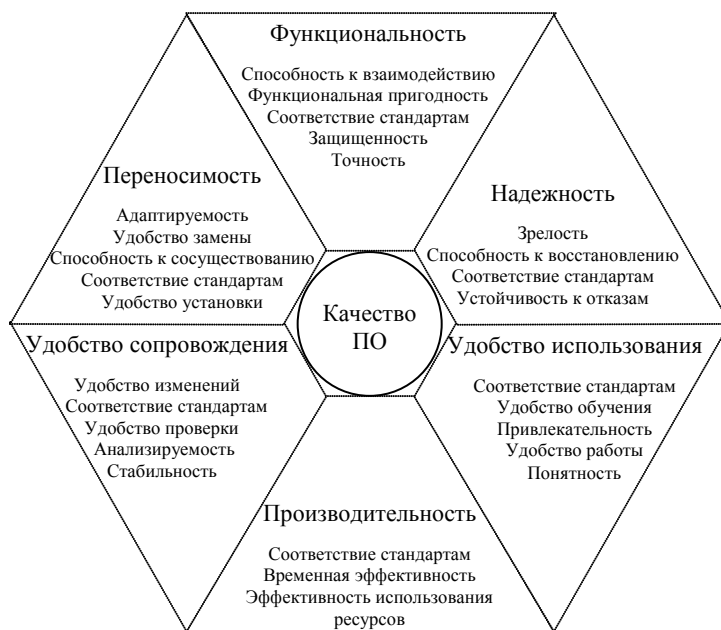 Функциональность
Способность к взаимодействию
Функциональная пригодность
Соответствие стандартам
Защищенность
Точность
Переносимость
Адаптируемость
Удобство замены
Способность к сосуществованию
Соответствие стандартам
Удобство установки
Надежность
Зрелость
Способность к восстановлению
Соответствие стандартам
Устойчивость к отказам
Качество
ПО
Удобство сопровождения
Удобство изменений
Соответствие стандартам
Удобство проверки
Анализируемость
Стабильность
Удобство использования
Соответствие стандартам
Удобство обучения
Привлекательность
Удобство работы
Понятность
Производительность
Соответствие стандартам
Временная эффективность
Эффективность использования
ресурсов